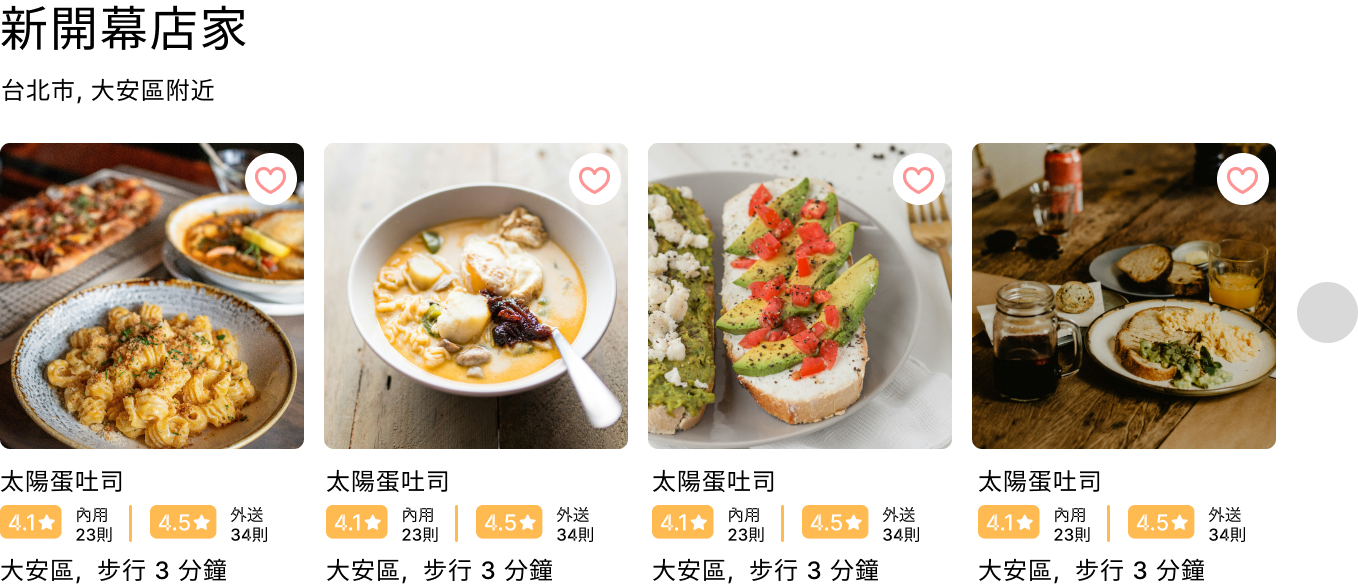 新開幕店家
台北市, 大安區附近
太陽蛋吐司
4.1★ 內用 23則 4.5★ 外送 34則
大安區, 步行 3 分鐘
太陽蛋吐司
4.1★ 內用 23則 4.5★ 外送 34則
大安區, 步行 3 分鐘
太陽蛋吐司
4.1★ 內用 23則 4.5★ 外送 34則
大安區, 步行 3 分鐘
太陽蛋吐司
4.1★ 內用 23則 4.5★ 外送 34則
大安區, 步行 3 分鐘